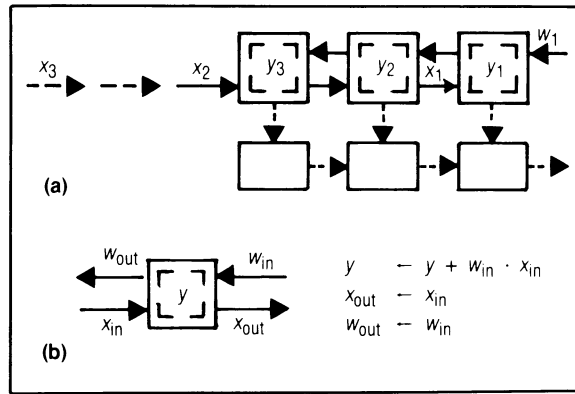 x3
x2
y3
y2
x1
y1
w1
(a)
wout
win
y
xin
xout
(b)
y ← y + win · xin
xout ← xin
wout ← win